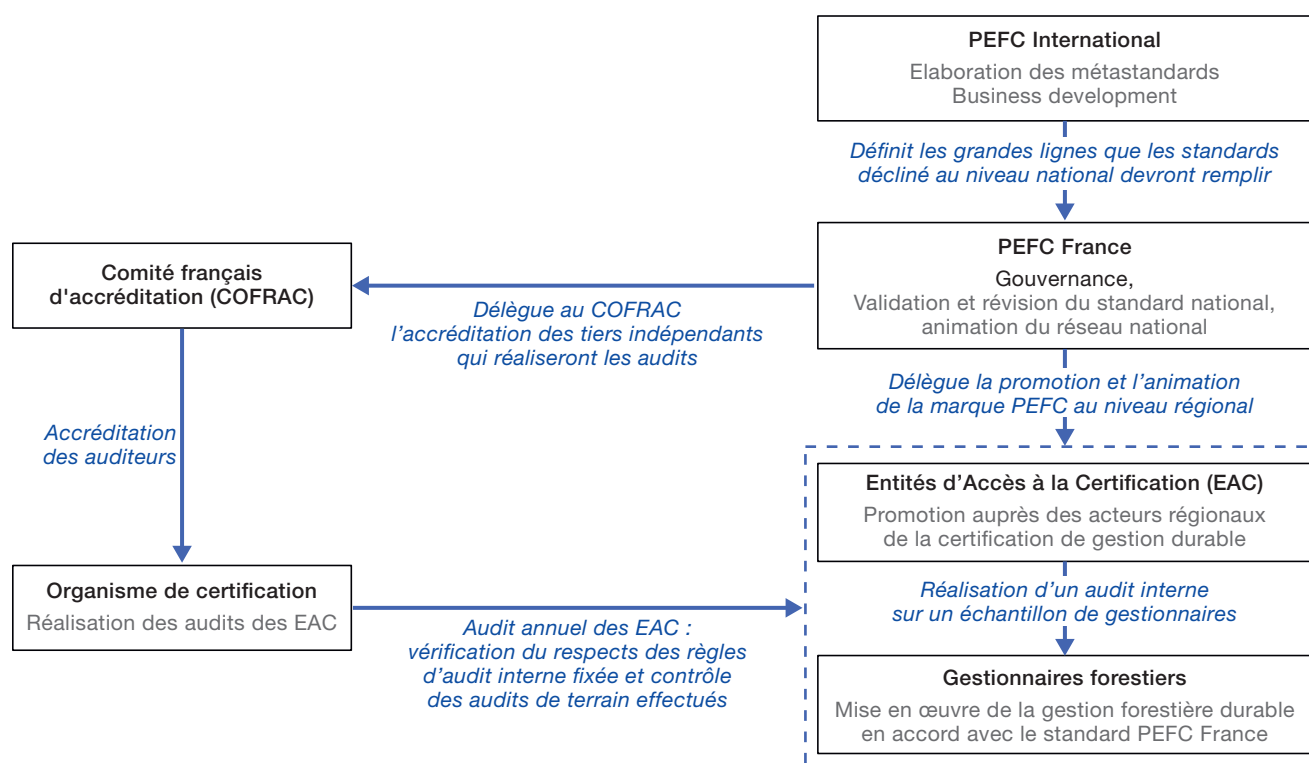 PEFC International
Elaboration des métastandards
Business development
Définit les grandes lignes que les standards
décliné au niveau national devront remplir
PEFC France
Gouvernance,
Validation et révision du standard national,
animation du réseau national
Comité français
d'accréditation (COFRAC)
Délègue au COFRAC
l’accréditation des tiers indépendants
qui réaliseront les audits
Délègue la promotion et l’animation
de la marque PEFC au niveau régional
Accréditation
des auditeurs
Entités d’Accès à la Certification (EAC)
Promotion auprès des acteurs régionaux
de la certification de gestion durable
Organisme de certification
Réalisation des audits des EAC
Réalisation d’un audit interne
sur un échantillon de gestionnaires
Audit annuel des EAC :
vérification du respects des règles
d’audit interne fixée et contrôle
des audits de terrain effectués
Gestionnaires forestiers
Mise en œuvre de la gestion forestière durable
en accord avec le standard PEFC France